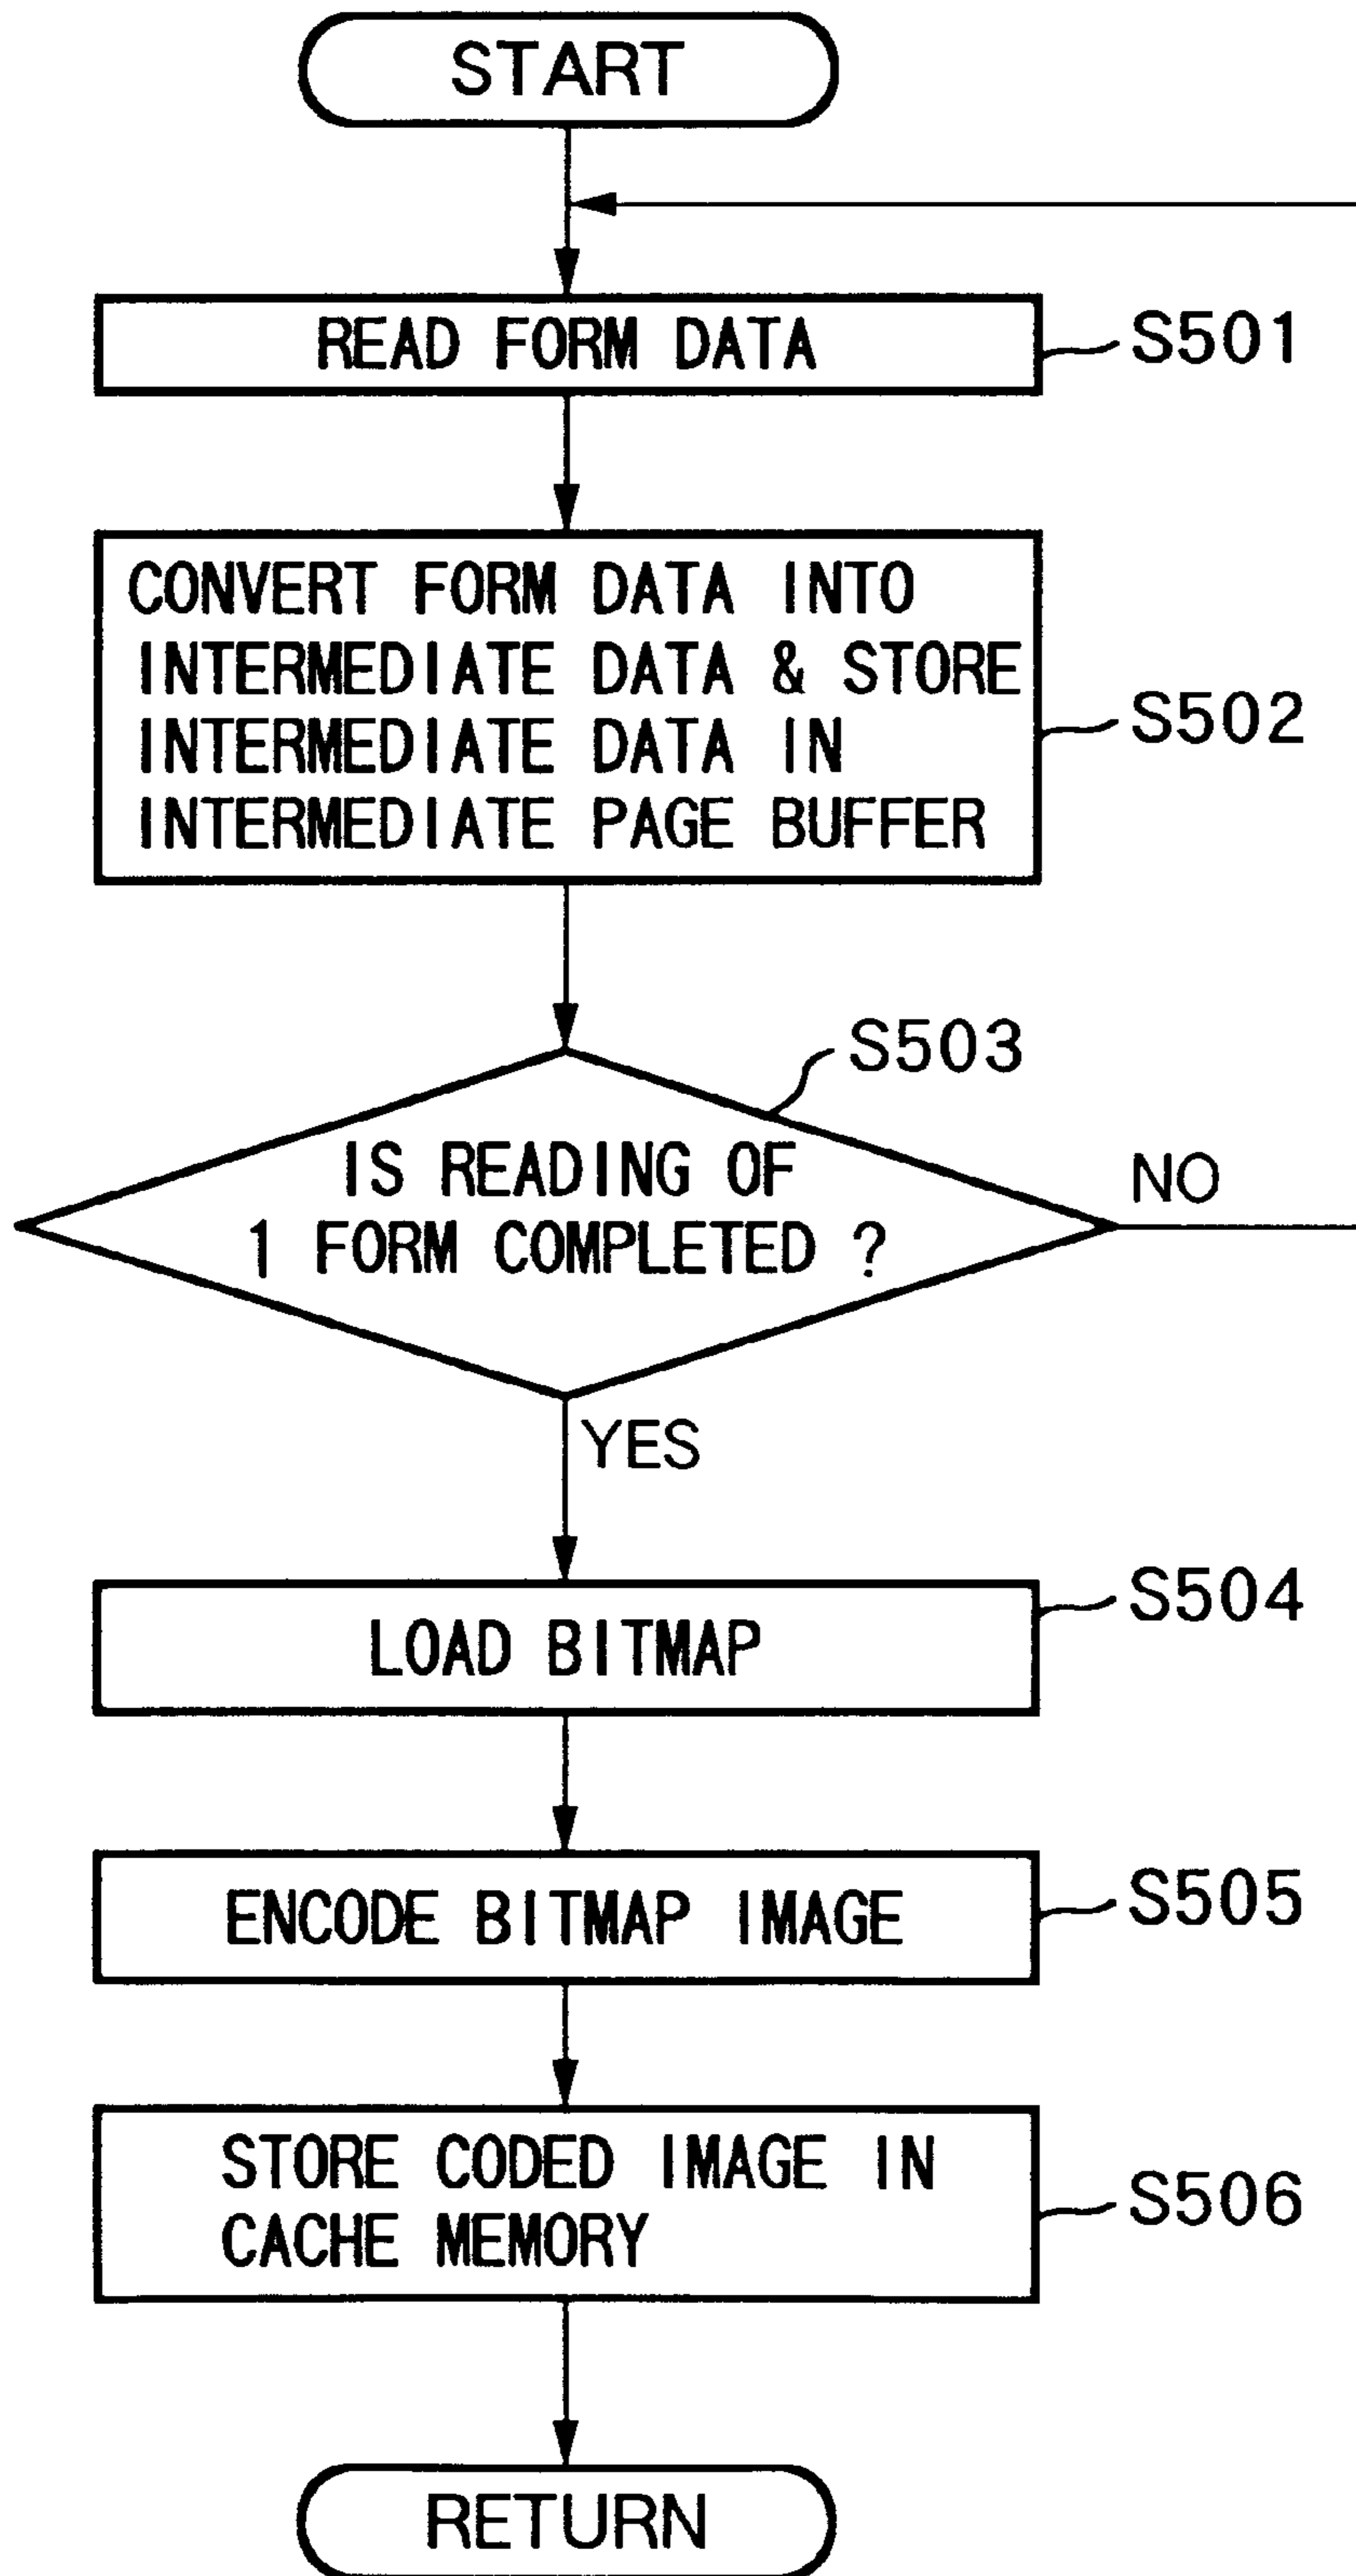 START
READ FORM DATA
S501
CONVERT FORM DATA INTO
INTERMEDIATE DATA & STORE
INTERMEDIATE DATA IN
INTERMEDIATE PAGE BUFFER
S502
S503
IS READING OF
1 FORM COMPLETED ?
NO
YES
LOAD BITMAP
S504
ENCODE BITMAP IMAGE
S505
STORE CODED IMAGE IN
CACHE MEMORY
S506
RETURN